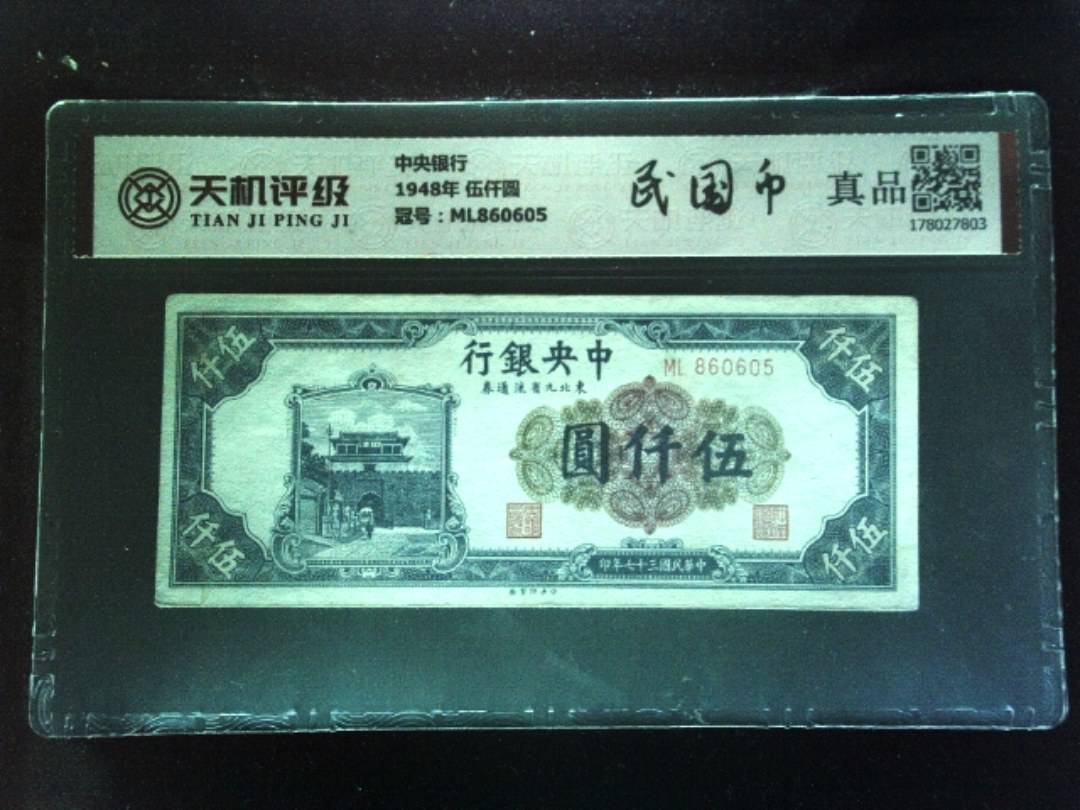 天机评级
TIAN JI PING JI
中央银行
1948年 伍仟圆
冠号：ML860605
民国币
真品
178027803
行銀央中
ML 860605
券通流省九北東
仟伍
仟伍
圓仟伍
仟伍
仟伍
印年七十三國民華中